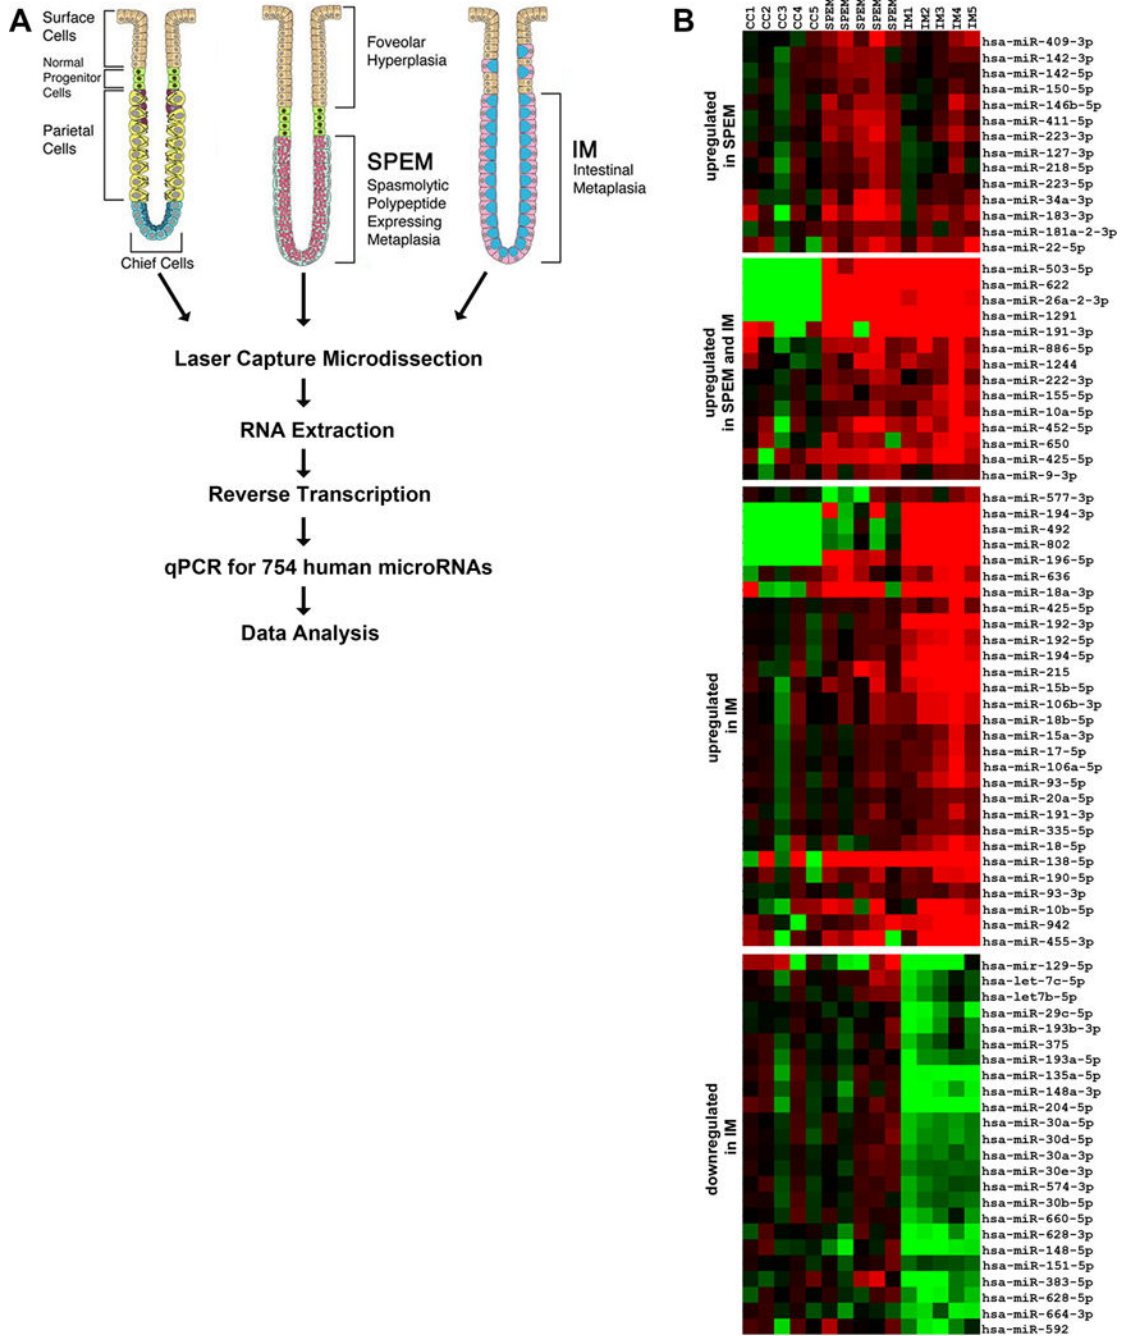 A
Surface
Cells
Normal
Progenitor
Cells
Parietal
Cells
Chief Cells
Foveolar
Hyperplasia
SPEM
Spasmolytic
Polypeptide
Expressing
Metaplasia
IM
Intestinal
Metaplasia
Laser Capture Microdissection
RNA Extraction
Reverse Transcription
qPCR for 754 human microRNAs
Data Analysis
B
CC1 CC2 CC3 CC4 CC5 SPEM SPEM SPEM SPEM SPEM IM1 IM2 IM3 IM4 IM5
upregulated
in SPEM
hsa-miR-409-3p
hsa-miR-142-3p
hsa-miR-142-5p
hsa-miR-150-5p
hsa-miR-146b-5p
hsa-miR-411-5p
hsa-miR-223-3p
hsa-miR-127-3p
hsa-miR-218-5p
hsa-miR-223-5p
hsa-miR-34a-3p
hsa-miR-183-3p
hsa-miR-181a-2-3p
hsa-miR-22-5p
upregulated
in SPEM and IM
hsa-miR-503-5p
hsa-miR-622
hsa-miR-26a-2-3p
hsa-miR-1291
hsa-miR-191-3p
hsa-miR-886-5p
hsa-miR-1244
hsa-miR-222-3p
hsa-miR-155-5p
hsa-miR-10a-5p
hsa-miR-452-5p
hsa-miR-650
hsa-miR-425-5p
hsa-miR-9-3p
upregulated
in IM
hsa-miR-577-3p
hsa-miR-194-3p
hsa-miR-492
hsa-miR-802
hsa-miR-196-5p
hsa-miR-636
hsa-miR-18a-3p
hsa-miR-425-5p
hsa-miR-192-3p
hsa-miR-192-5p
hsa-miR-194-5p
hsa-miR-215
hsa-miR-15b-5p
hsa-miR-106b-3p
hsa-miR-18b-5p
hsa-miR-15a-3p
hsa-miR-17-5p
hsa-miR-106a-5p
hsa-miR-93-5p
hsa-miR-20a-5p
hsa-miR-191-3p
hsa-miR-335-5p
hsa-miR-18-5p
hsa-miR-138-5p
hsa-miR-190-5p
hsa-miR-93-3p
hsa-miR-10b-5p
hsa-miR-942
hsa-miR-455-3p
downregulated
in IM
hsa-mir-129-5p
hsa-let-7c-5p
hsa-let7b-5p
hsa-miR-29c-5p
hsa-miR-193b-3p
hsa-miR-375
hsa-miR-193a-5p
hsa-miR-135a-5p
hsa-miR-148a-3p
hsa-miR-204-5p
hsa-miR-30a-5p
hsa-miR-30d-5p
hsa-miR-30a-3p
hsa-miR-30e-3p
hsa-miR-574-3p
hsa-miR-30b-5p
hsa-miR-660-5p
hsa-miR-628-3p
hsa-miR-148-5p
hsa-miR-151-5p
hsa-miR-383-5p
hsa-miR-628-5p
hsa-miR-664-3p
hsa-miR-592